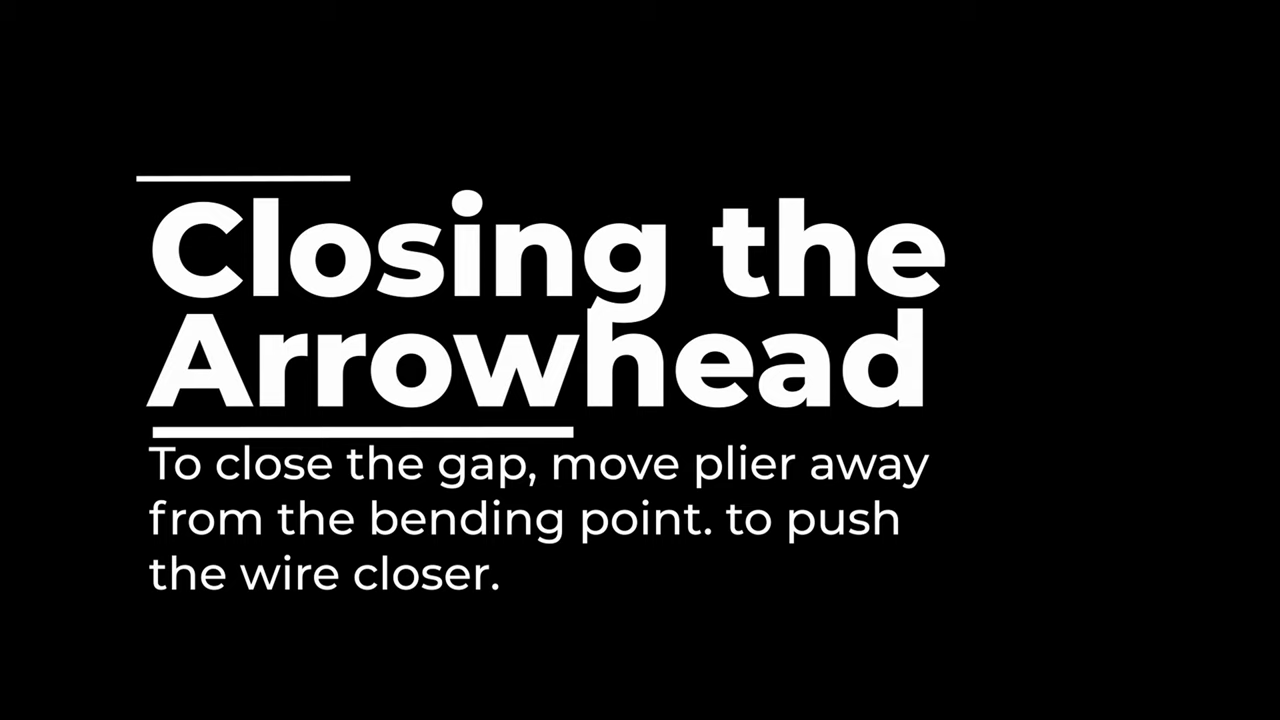 Closing the
Arrowhead
To close the gap, move plier away
from the bending point. to push
the wire closer.